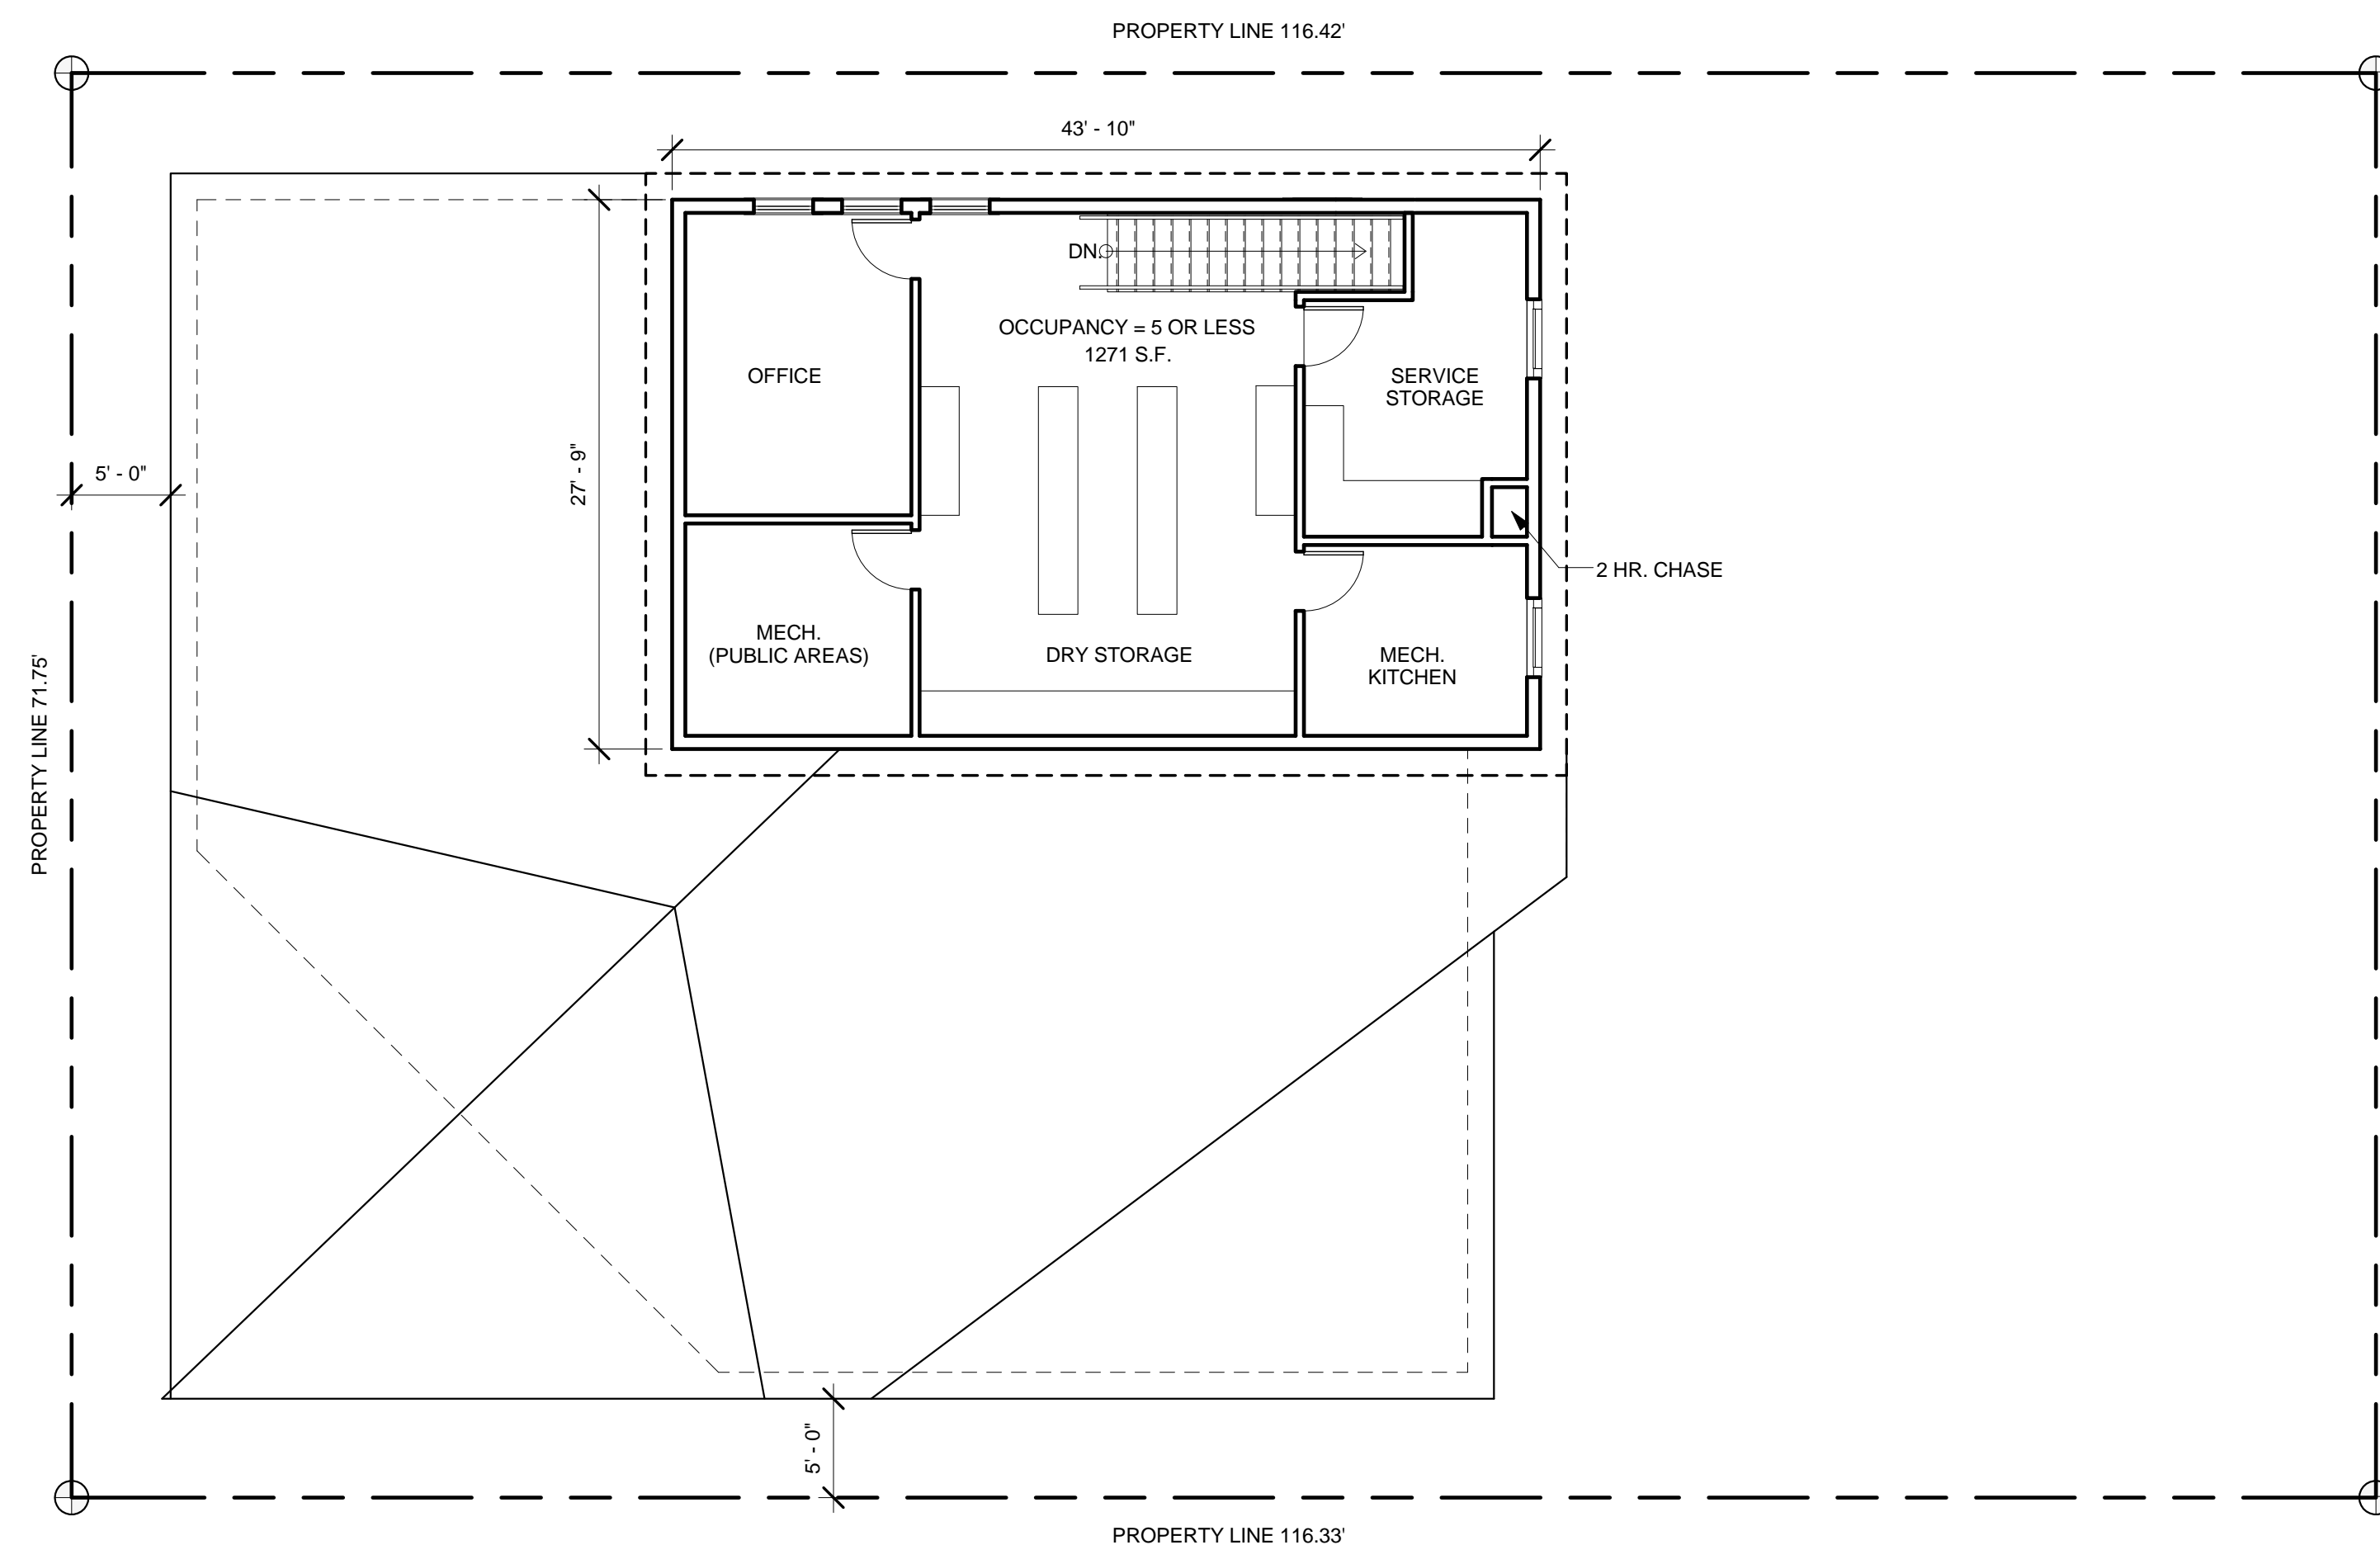 PROPERTY LINE 116.42'
43' - 10"
DN.
OCCUPANCY = 5 OR LESS
1271 S.F.
OFFICE
SERVICE
STORAGE
27' - 9"
5' - 0"
2 HR. CHASE
MECH.
(PUBLIC AREAS)
DRY STORAGE
MECH.
KITCHEN
PROPERTY LINE 71.75'
5' - 0"
PROPERTY LINE 116.33'